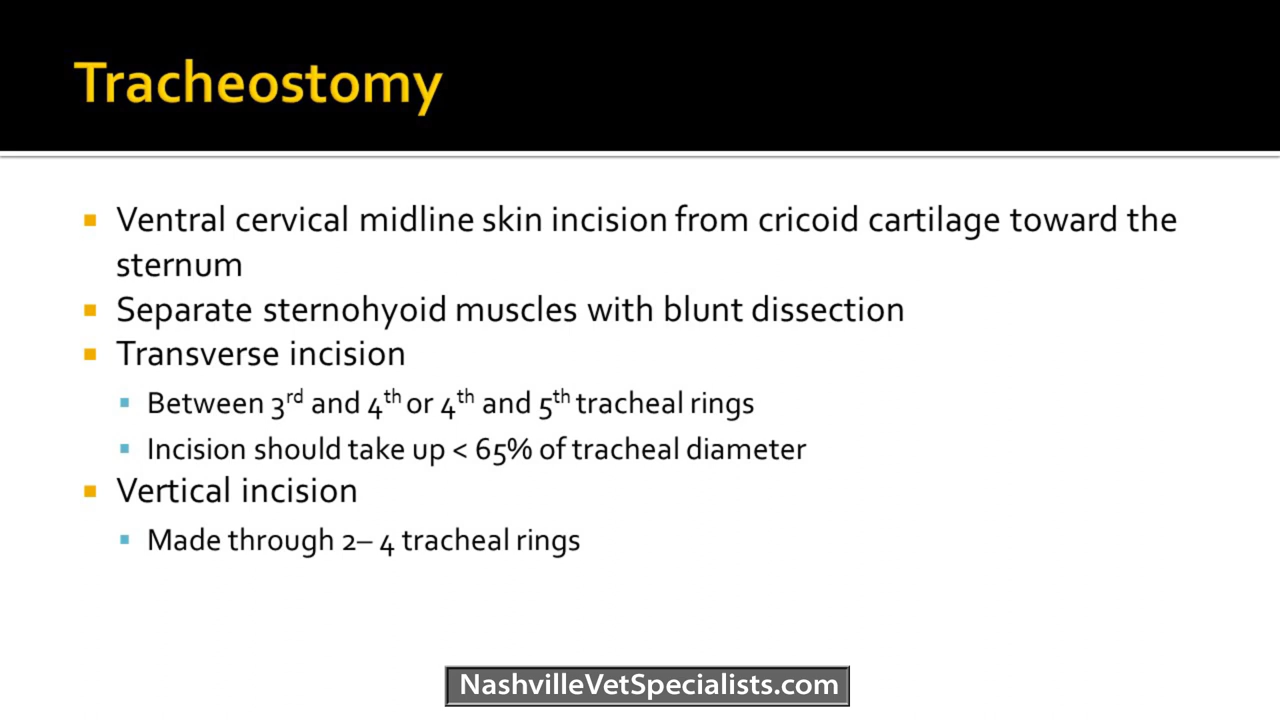 Tracheostomy
Ventral cervical midline skin incision from cricoid cartilage toward the
sternum
Separate sternohyoid muscles with blunt dissection
Transverse incision
Between 3rd and 4th or 4th and 5th tracheal rings
Incision should take up < 65% of tracheal diameter
Vertical incision
Made through 2– 4 tracheal rings
NashvilleVetSpecialists.com